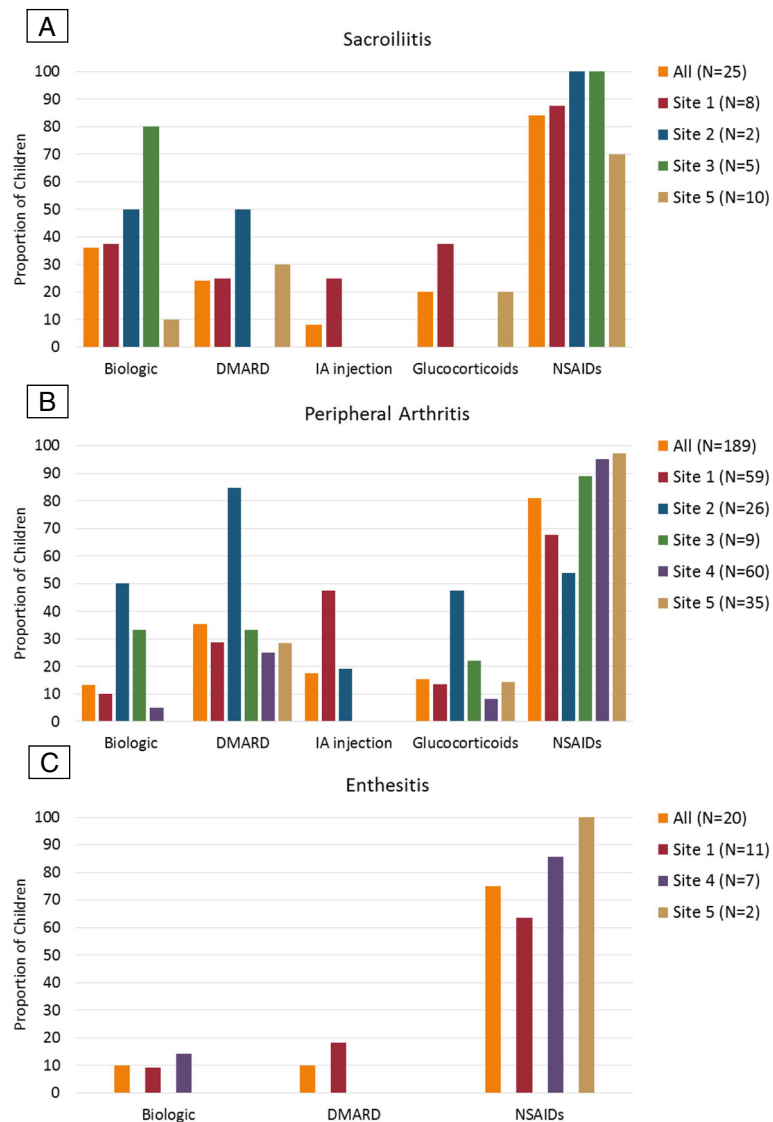 A
Sacroiliitis
Proportion of Children
100
90
80
70
60
50
40
30
20
10
0
Biologic DMARD IA injection Glucocorticoids NSAIDs
All (N=25)
Site 1 (N=8)
Site 2 (N=2)
Site 3 (N=5)
Site 5 (N=10)
B
Peripheral Arthritis
Proportion of Children
100
90
80
70
60
50
40
30
20
10
0
Biologic DMARD IA injection Glucocorticoids NSAIDs
All (N=189)
Site 1 (N=59)
Site 2 (N=26)
Site 3 (N=9)
Site 4 (N=60)
Site 5 (N=35)
C
Enthesitis
Proportion of Children
100
90
80
70
60
50
40
30
20
10
0
Biologic DMARD NSAIDs
All (N=20)
Site 1 (N=11)
Site 4 (N=7)
Site 5 (N=2)